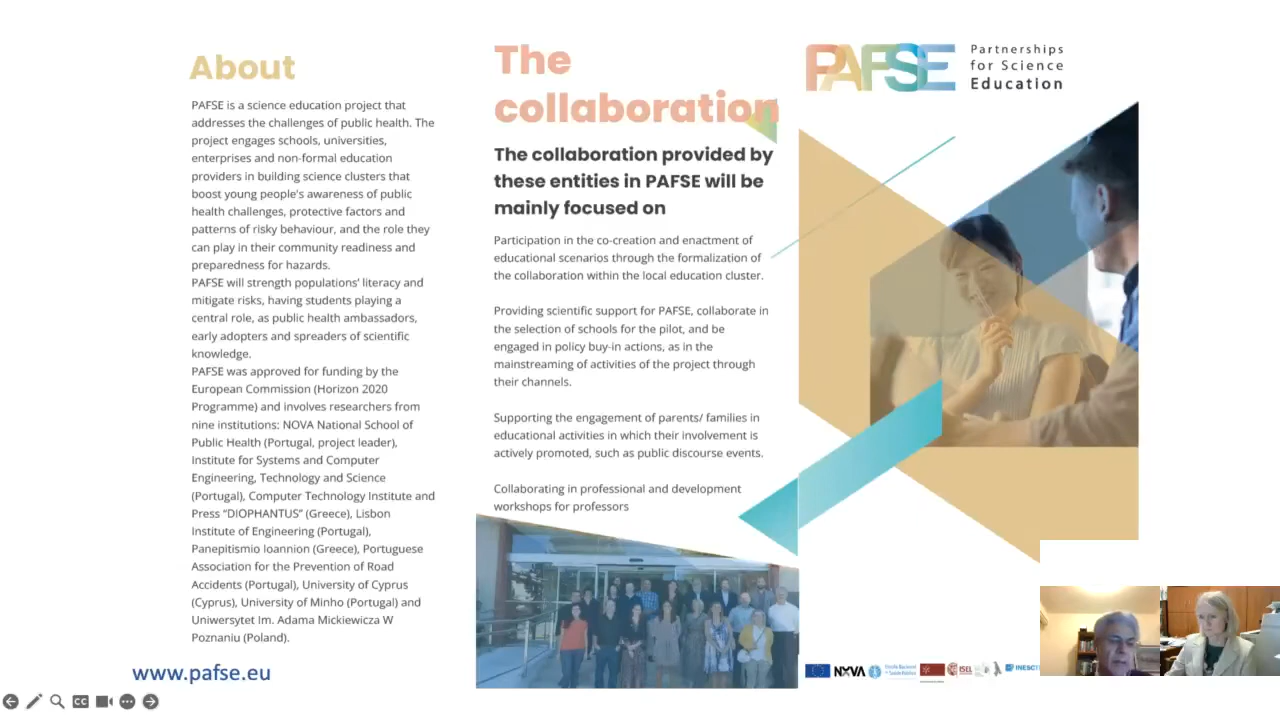 About
PAFSE is a science education project that
addresses the challenges of public health. The
project engages schools, universities,
enterprises and non-formal education
providers in building science clusters that
boost young people's awareness of public
health challenges, protective factors and
patterns of risky behaviour, and the role they
can play in their community readiness and
preparedness for hazards.
PAFSE will strength populations' literacy and
mitigate risks, having students playing a
central role, as public health ambassadors,
early adopters and spreaders of scientific
knowledge.
PAFSE was approved for funding by the
European Commission (Horizon 2020
Programme) and involves researchers from
nine institutions: NOVA National School of
Public Health (Portugal, project leader),
Institute for Systems and Computer
Engineering, Technology and Science
(Portugal), Computer Technology Institute and
Press “DIOPHANTUS” (Greece), Lisbon
Institute of Engineering (Portugal),
Panepitismio Ioannion (Greece), Portuguese
Association for the Prevention of Road
Accidents (Portugal), University of Cyprus
(Cyprus), University of Minho (Portugal) and
Uniwersytet Im. Adama Mickiewicza W
Poznaniu (Poland).
www.pafse.eu
The
collaboration
The collaboration provided by
these entities in PAFSE will be
mainly focused on
Participation in the co-creation and enactment of
educational scenarios through the formalization of
the collaboration within the local education cluster.
Providing scientific support for PAFSE, collaborate in
the selection of schools for the pilot, and be
engaged in policy buy-in actions, as in the
mainstreaming of activities of the project through
their channels.
Supporting the engagement of parents/ families in
educational activities in which their involvement is
actively promoted, such as public discourse events.
Collaborating in professional and development
workshops for professors
PAFSE
Partnerships
for Science
Education
NOVA
ISEL
INESCT
CC